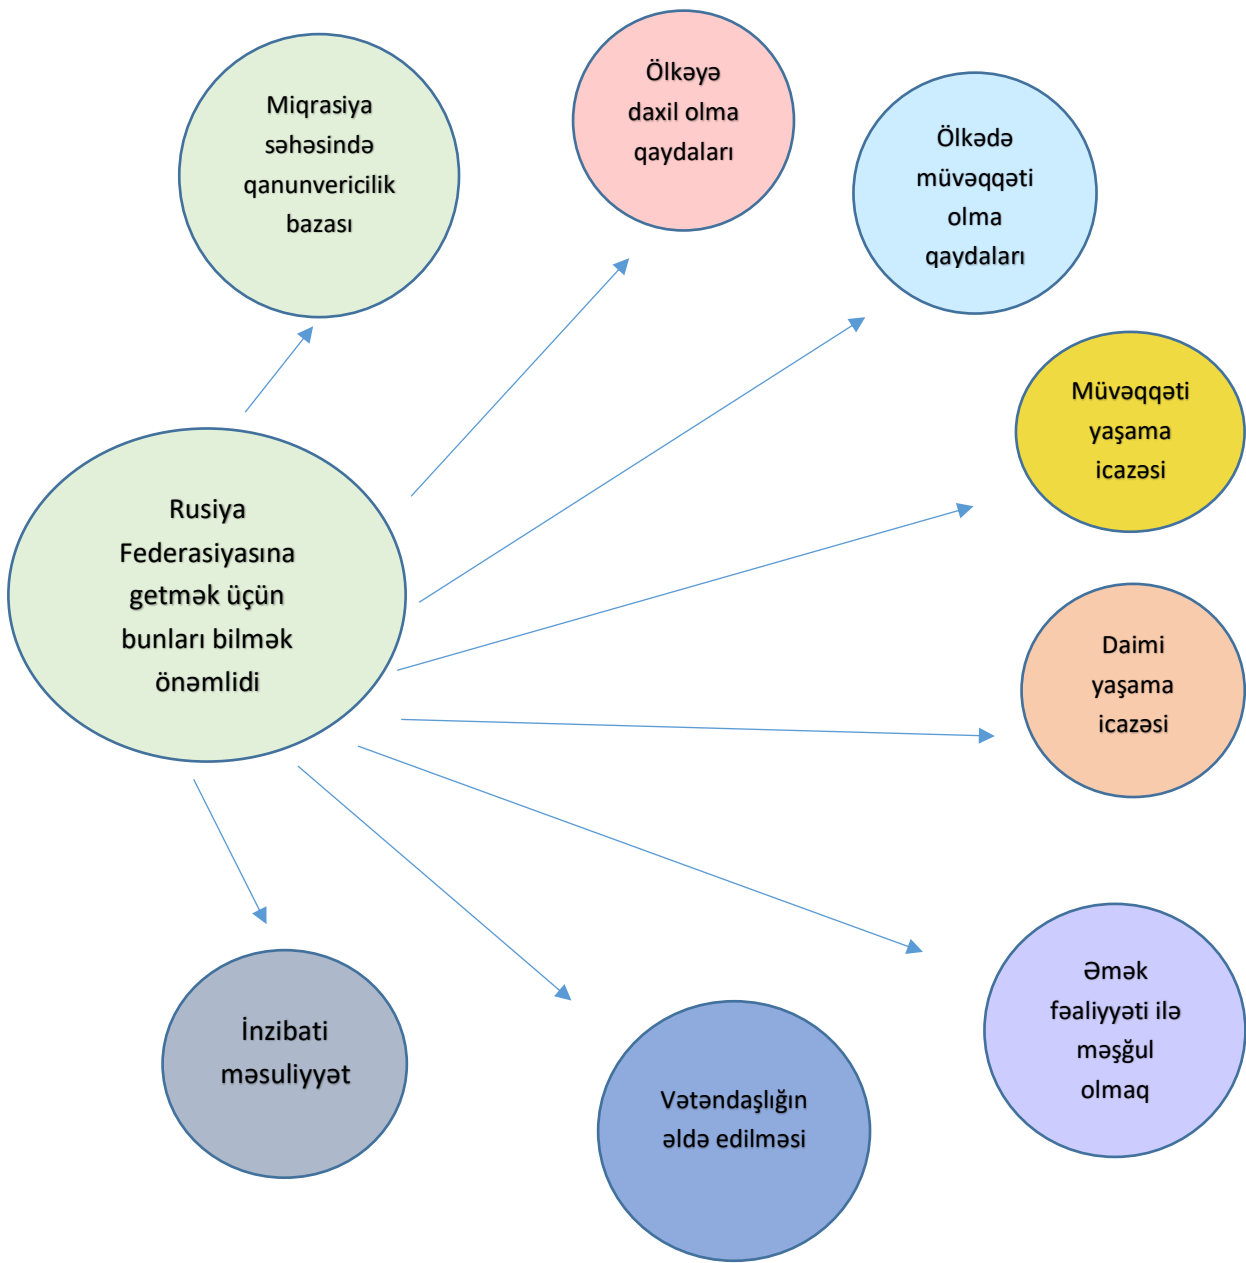 Miqrasiya
səhəsində
qanunvericilik
bazası
Ölkəyə
daxil olma
qaydaları
Ölkədə
müvəqqəti
olma
qaydaları
Müvəqqəti
yaşama
icazəsi
Rusiya
Federasiyasına
getmək üçün
bunları bilmək
önəmlidi
Daimi
yaşama
icazəsi
Əmək
fəaliyyəti ilə
məşğul
olmaq
İnzibati
məsuliyyət
Vətəndaşlığın
əldə edilməsi